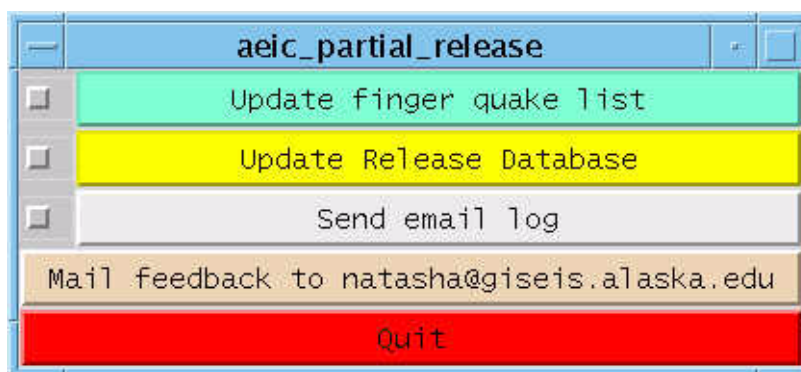 aeic_partial_release
Update finger quake list
Update Release Database
Send email log
Mail feedback to natasha@giseis.alaska.edu
Quit